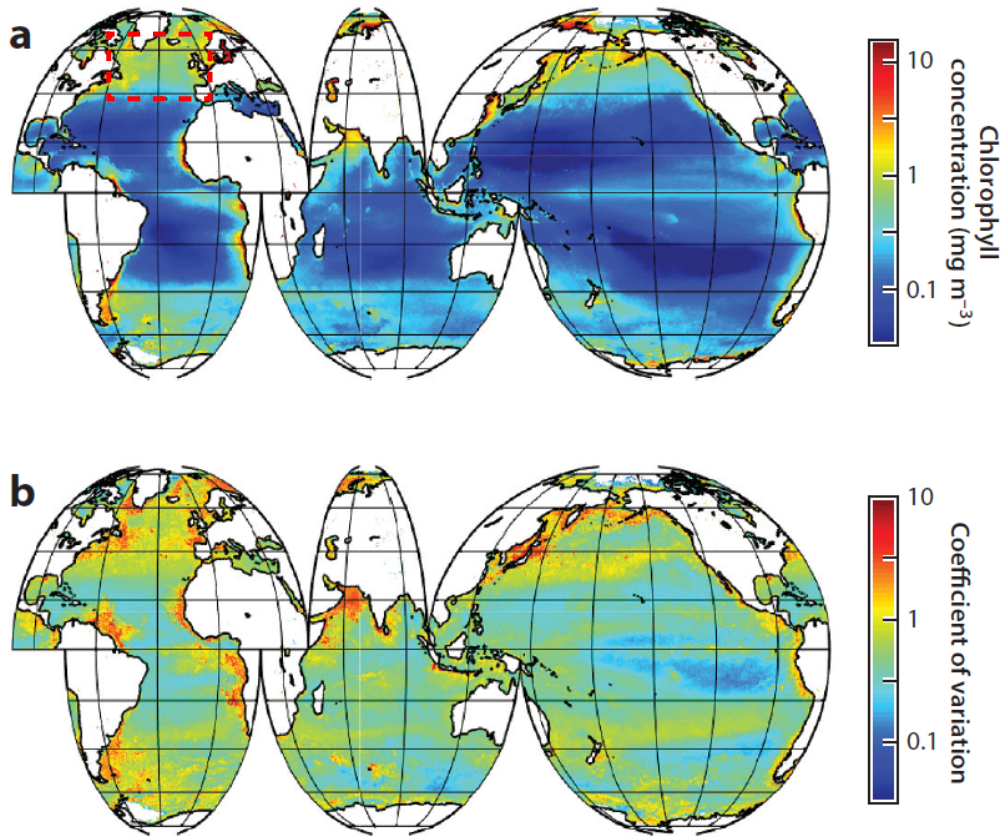 a
10
1
0.1
Chlorophyll
concentration (mg m⁻³)
b
10
1
0.1
Coefficient of variation